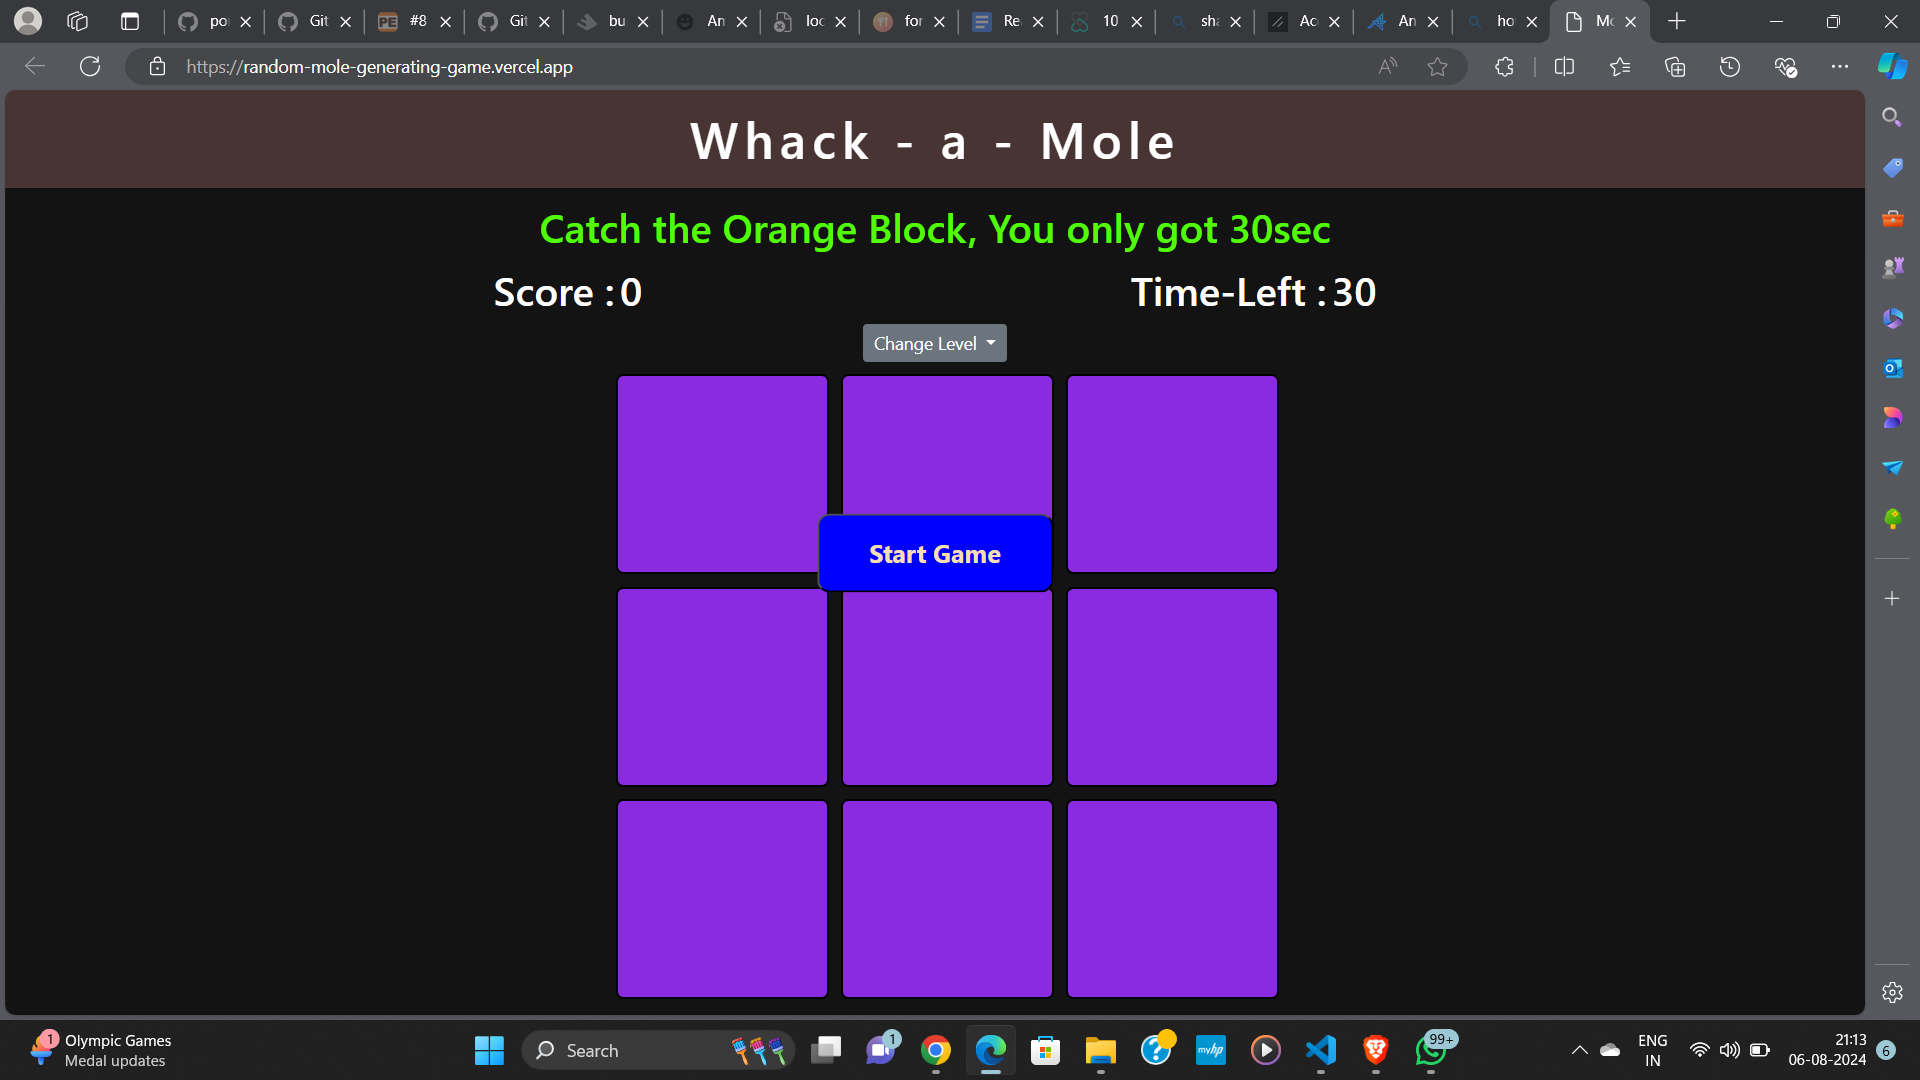 po
Git
#8
Git
bu
An
loc
for
Re
10
sha
Ac
An
ho
Mo
https://random-mole-generating-game.vercel.app
Whack - a - Mole
Catch the Orange Block, You only got 30sec
Score : 0
Time-Left : 30
Change Level
Start Game
1
Olympic Games
Medal updates
Search
1
myhp
99+
ENG
IN
21:13
06-08-2024
6